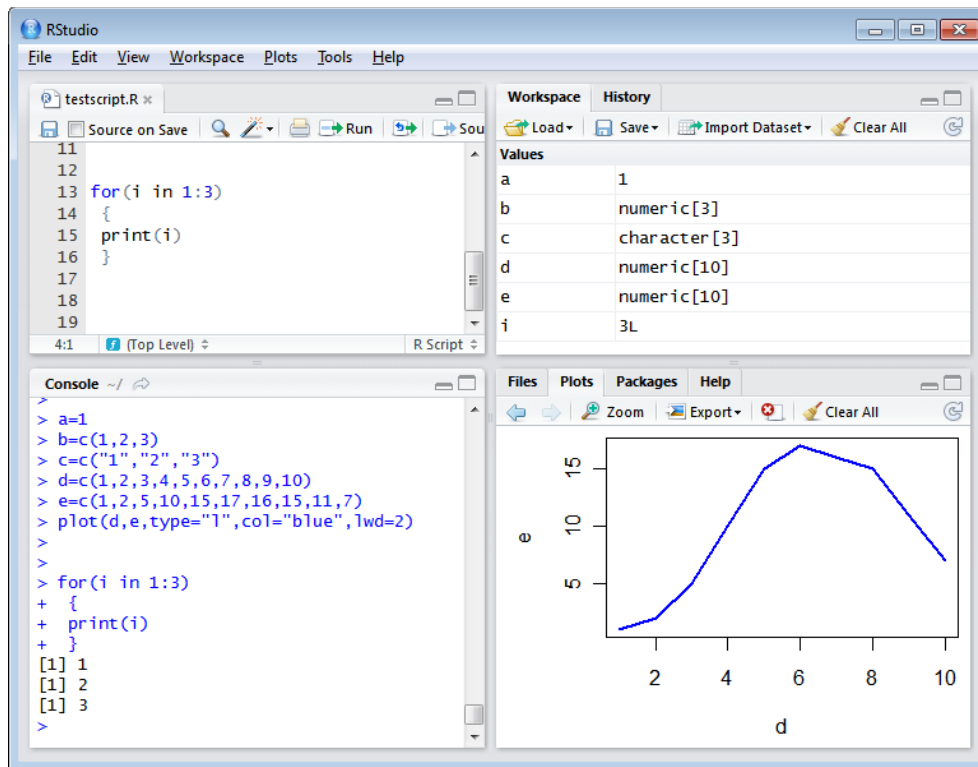 RStudio
File Edit View Workspace Plots Tools Help
testscript.R
Source on Save Run Sou
11
12
13 for(i in 1:3)
14 {
15 print(i)
16 }
17
18
19
4:1 (Top Level) R Script
Workspace History
Load Save Import Dataset Clear All
Values
a 1
b numeric[3]
c character[3]
d numeric[10]
e numeric[10]
i 3L
Console ~/
>
> a=1
> b=c(1,2,3)
> c=c("1","2","3")
> d=c(1,2,3,4,5,6,7,8,9,10)
> e=c(1,2,5,10,15,17,16,15,11,7)
> plot(d,e,type="l",col="blue",lwd=2)
>
>
> for(i in 1:3)
+ {
+ print(i)
+ }
[1] 1
[1] 2
[1] 3
>
Files Plots Packages Help
Zoom Export Clear All
15
10
5
e
2 4 6 8 10
d